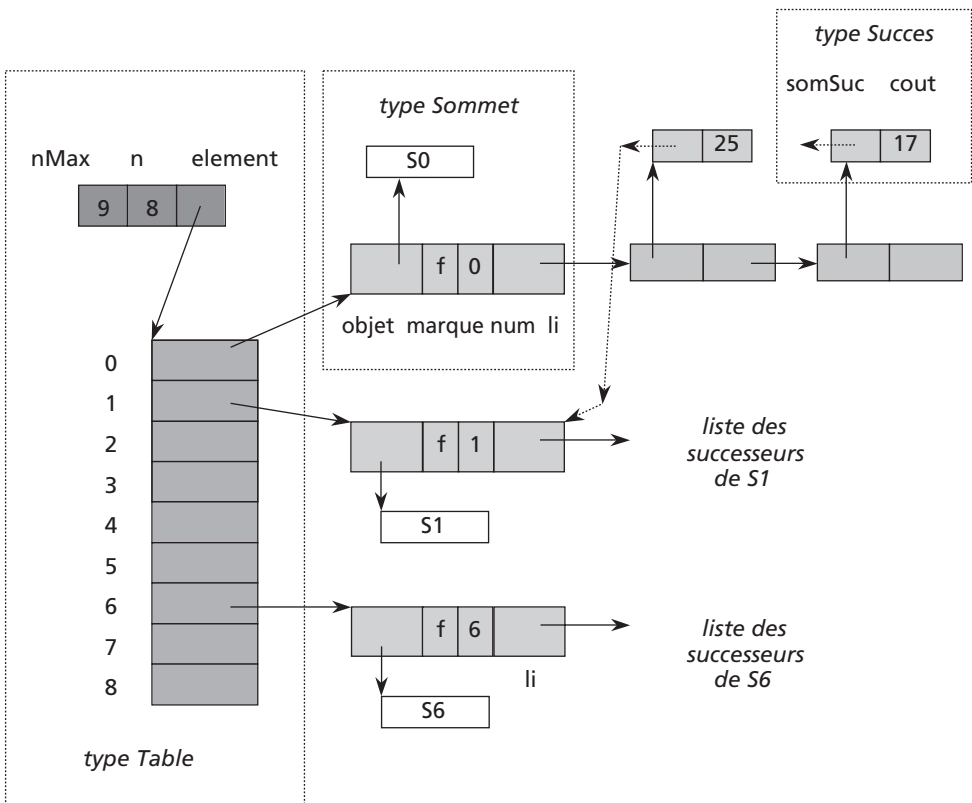 type Succes
somSuc cout
type Sommet
nMax n element
S0
25
17
9 8
f 0
objet marque num li
0
1
2
3
4
5
6
7
8
f 1
liste des
successeurs
de S1
S1
f 6
liste des
successeurs
de S6
li
S6
type Table